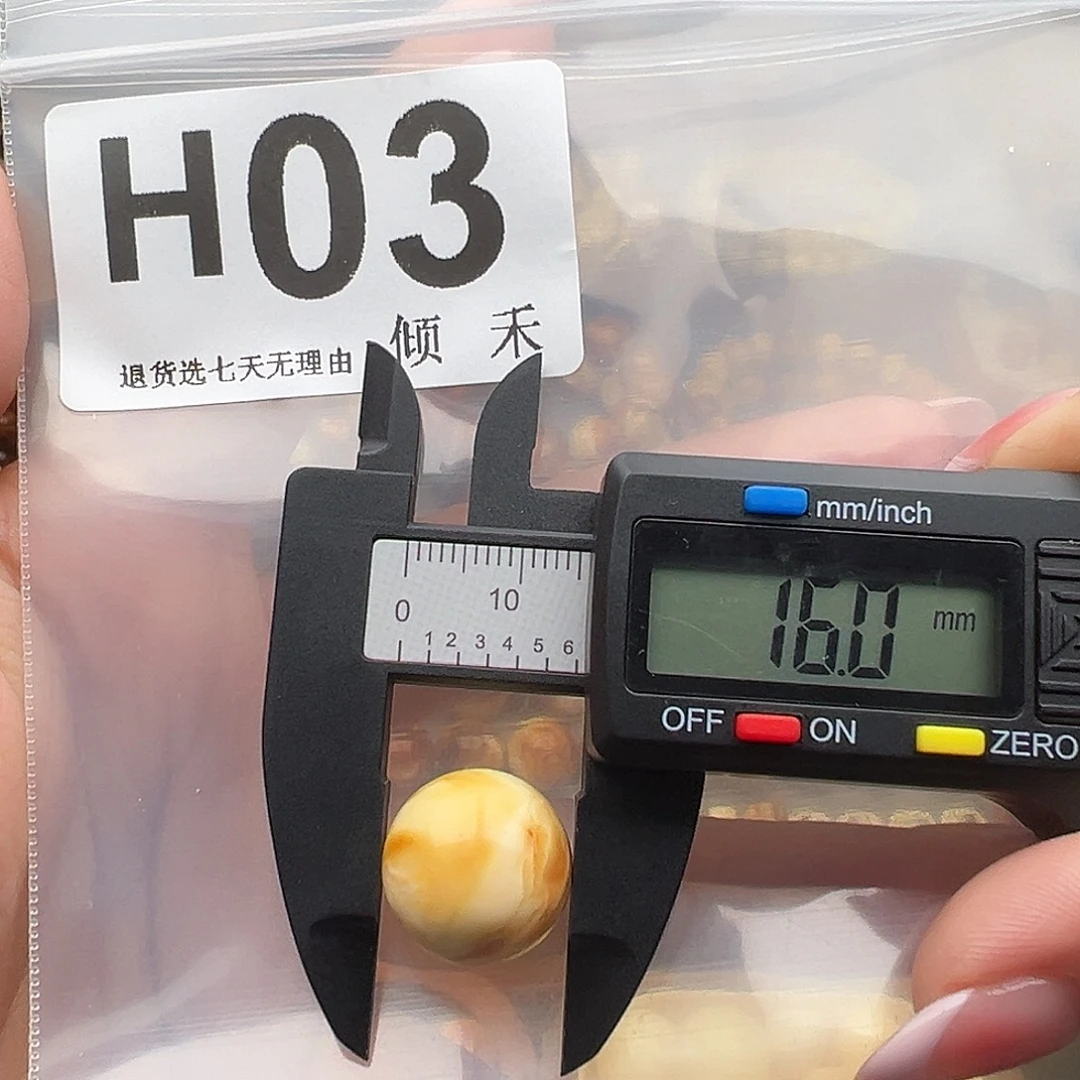 H03
倾 禾
退货选七天无理由
mm/inch
16.0 mm
0 10
1 2 3 4 5 6
OFF ON ZERO